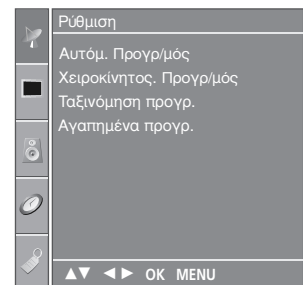 Ρύθμιση
Αυτόμ. Προγρ/μός
Χειροκίνητος. Προγρ/μός
Ταξινόμηση προγρ.
Αγαπημένα προγρ.
▲▼ ◄► OK MENU